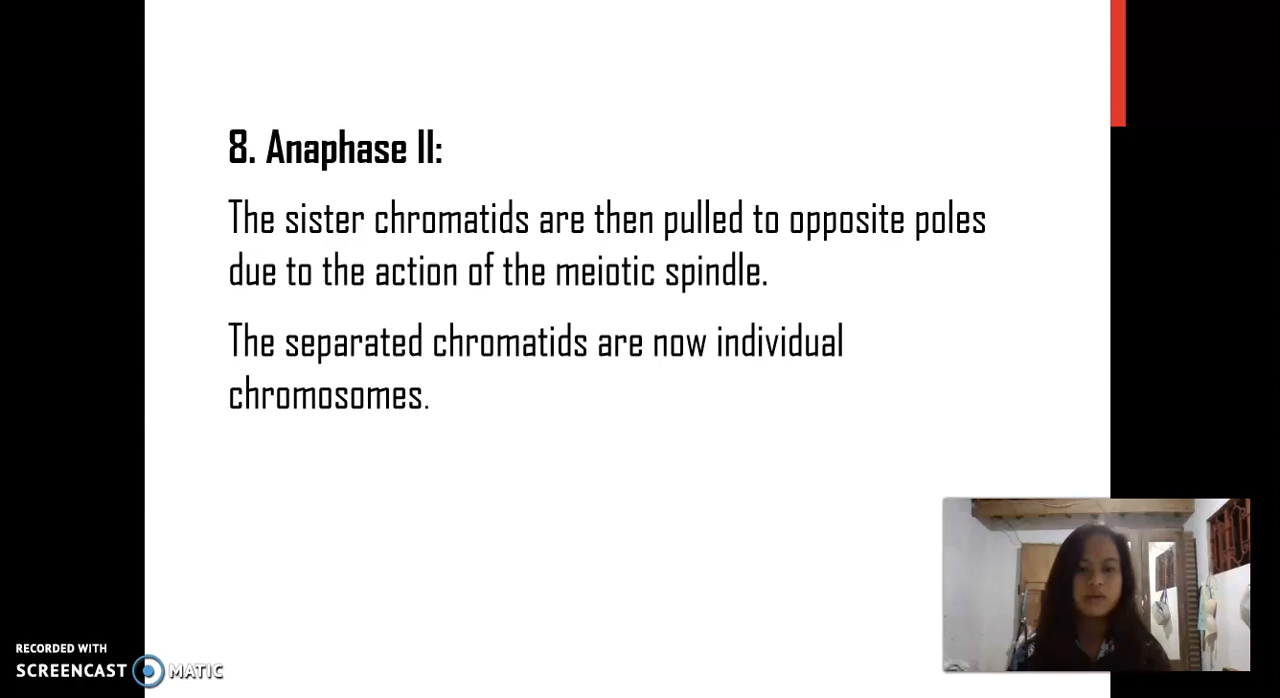 8. Anaphase II:
The sister chromatids are then pulled to opposite poles
due to the action of the meiotic spindle.
The separated chromatids are now individual
chromosomes.
RECORDED WITH
SCREENCAST MATIC